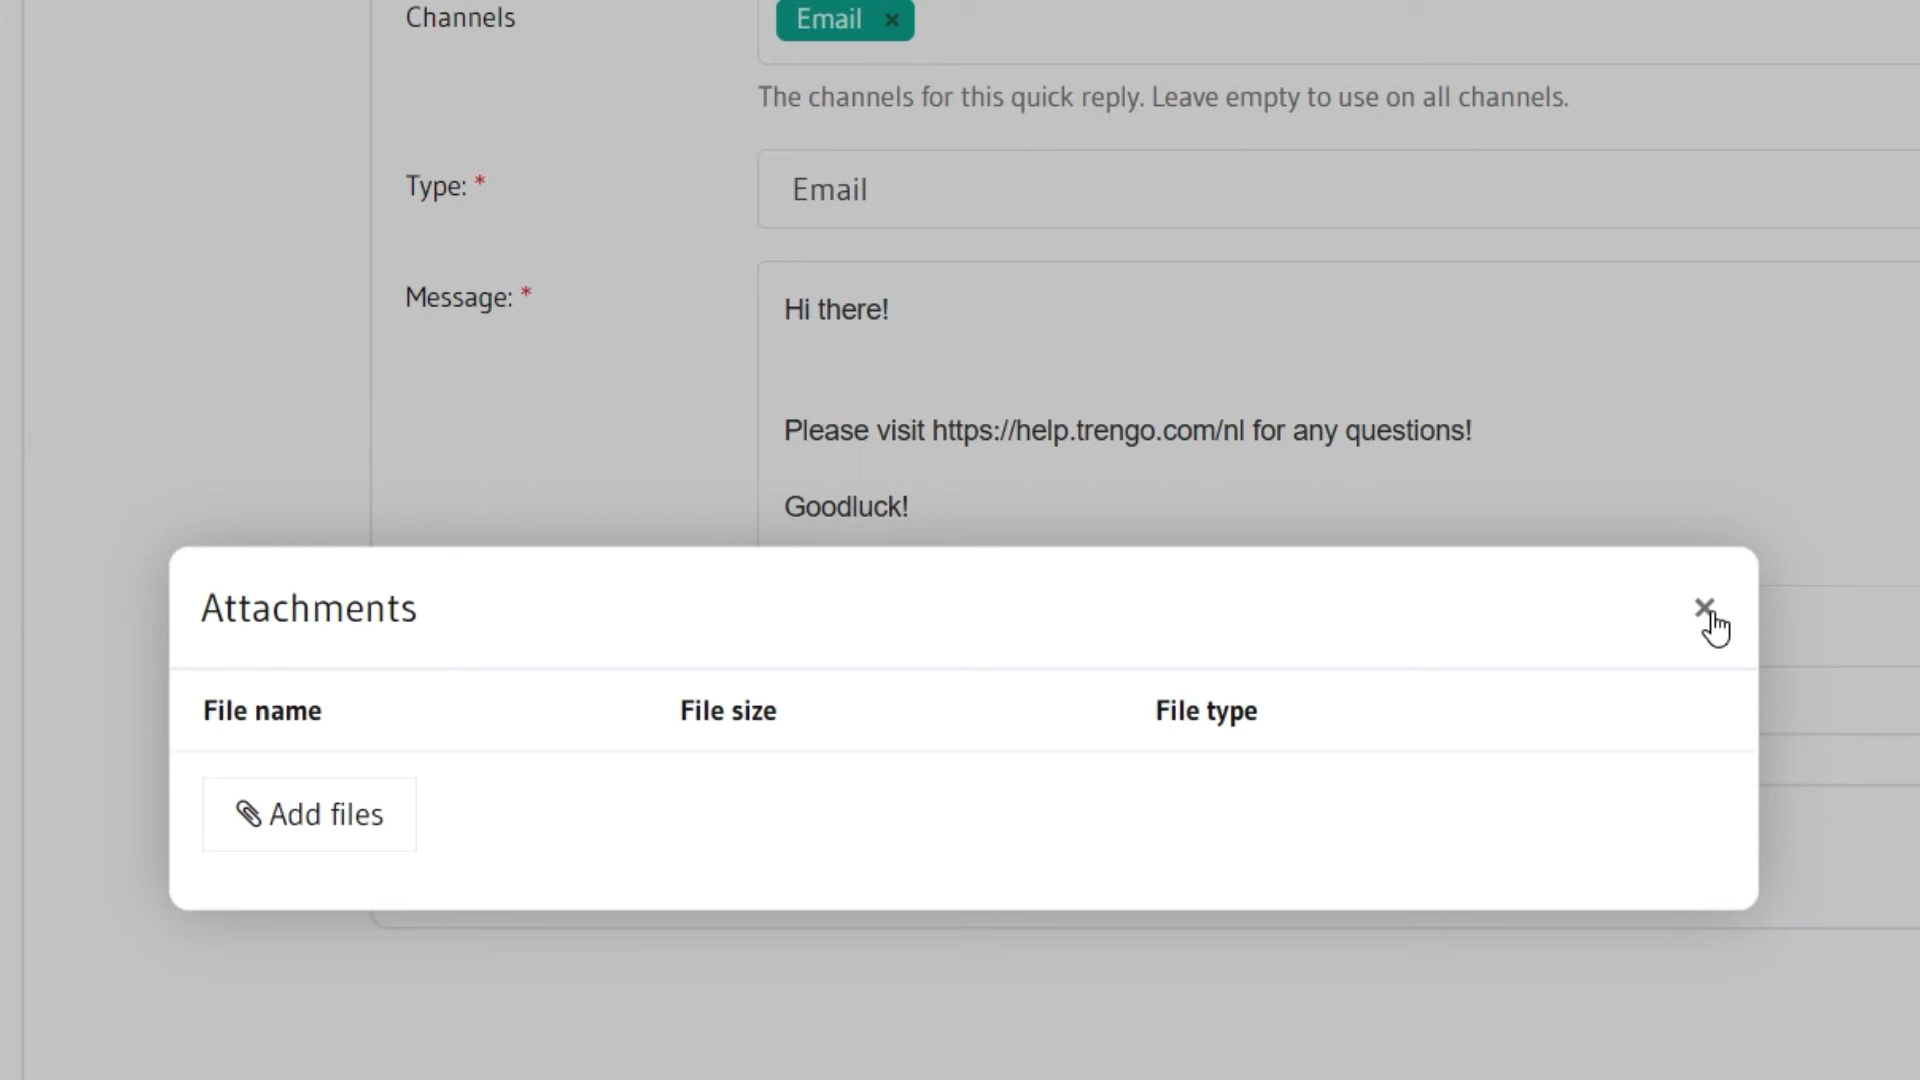 Channels
Email ×
The channels for this quick reply. Leave empty to use on all channels.
Type: *
Email
Message: *
Hi there!
Please visit https://help.trengo.com/nl for any questions!
Goodluck!
Attachments
×
File name File size File type
Add files